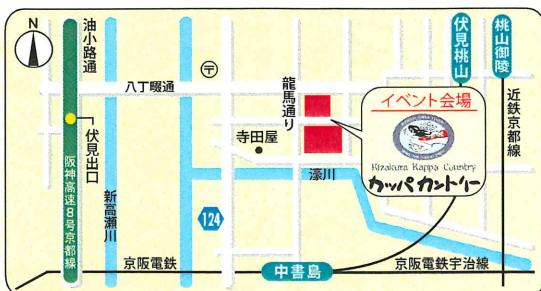 N
油小路通
八丁畷通
〒
龍馬通り
伏見桃山
桃山御陵
イベント会場
Kizakura Kappa Country
カッパカントリー
近鉄京都線
寺田屋
濠川
伏見出口
阪神高速8号京都線
新高瀬川
124
京阪電鉄
中書島
京阪電鉄宇治線